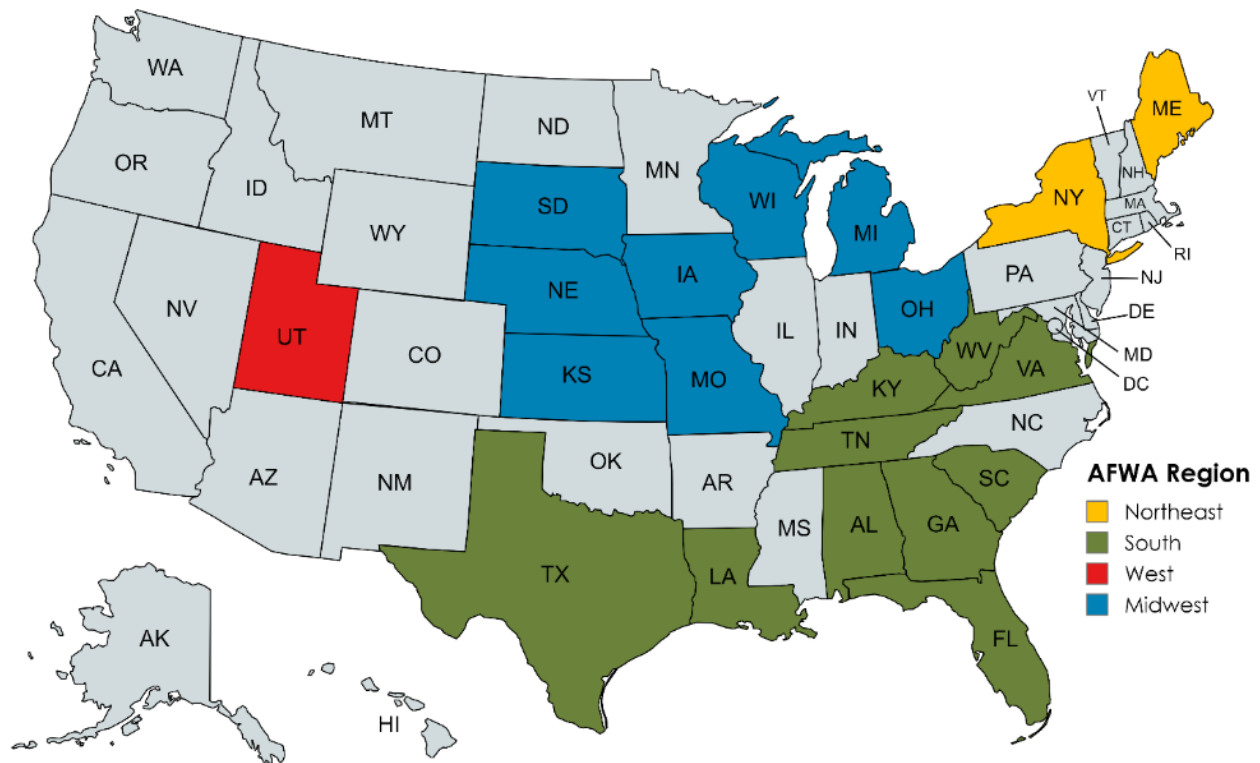 WA
MT
ND
MN
OR
ID
WY
SD
WI
MI
VT
ME
NH
NY
MA
CT
RI
PA
NJ
NV
UT
CO
NE
IA
IL
IN
OH
DE
MD
DC
CA
KS
MO
WV
VA
KY
NC
TN
AZ
NM
OK
AR
SC
MS
AL
GA
TX
LA
FL
AK
HI
AFWA Region
Northeast
South
West
Midwest